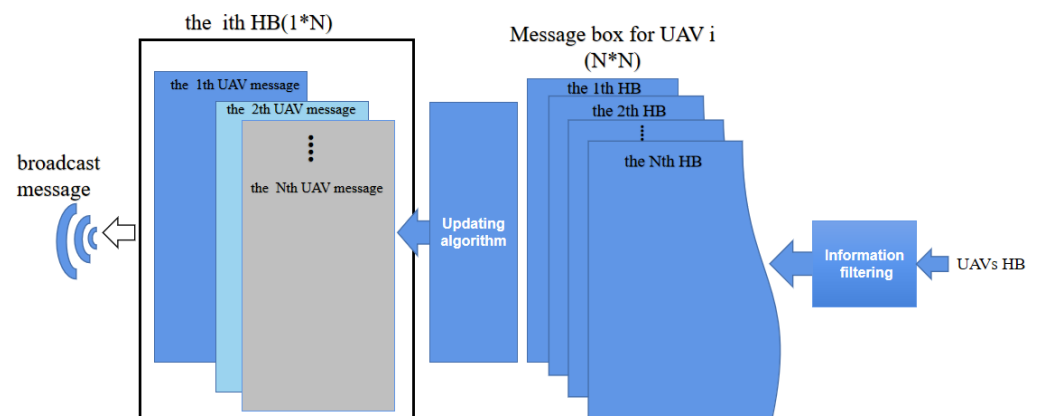 the ith HB(1*N)
the 1th UAV message
the 2th UAV message
the Nth UAV message
broadcast
message
Updating
algorithm
Message box for UAV i
(N*N)
the 1th HB
the 2th HB
the Nth HB
Information
filtering
UAVs HB